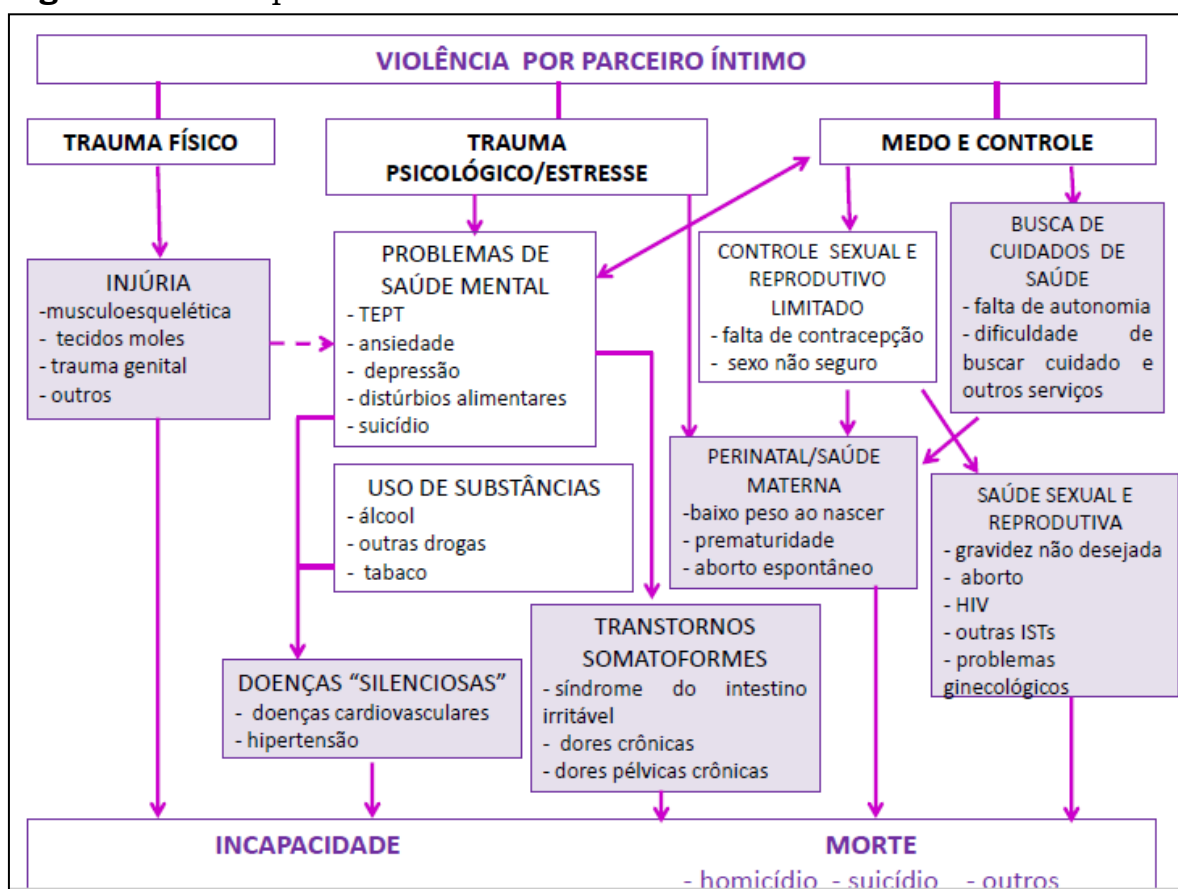 VIOLÊNCIA POR PARCEIRO ÍNTIMO
TRAUMA FÍSICO
TRAUMA
PSICOLÓGICO/ESTRESSE
MEDO E CONTROLE
INJÚRIA
-musculoesquelética
- tecidos moles
- trauma genital
- outros
PROBLEMAS DE
SAÚDE MENTAL
- TEPT
- ansiedade
- depressão
- distúrbios alimentares
- suicídio
CONTROLE SEXUAL E
REPRODUTIVO
LIMITADO
- falta de contracepção
- sexo não seguro
BUSCA DE
CUIDADOS DE
SAÚDE
- falta de autonomia
- dificuldade de
buscar cuidado e
outros serviços
USO DE SUBSTÂNCIAS
- álcool
- outras drogas
- tabaco
PERINATAL/SAÚDE
MATERNA
-baixo peso ao nascer
- prematuridade
- aborto espontâneo
SAÚDE SEXUAL E
REPRODUTIVA
- gravidez não desejada
- aborto
- HIV
- outras ISTs
- problemas
ginecológicos
DOENÇAS “SILENCIOSAS”
- doenças cardiovasculares
- hipertensão
TRANSTORNOS
SOMATOFORMES
- síndrome do intestino
irritável
- dores crônicas
- dores pélvicas crônicas
INCAPACIDADE
MORTE
- homicídio - suicídio - outros